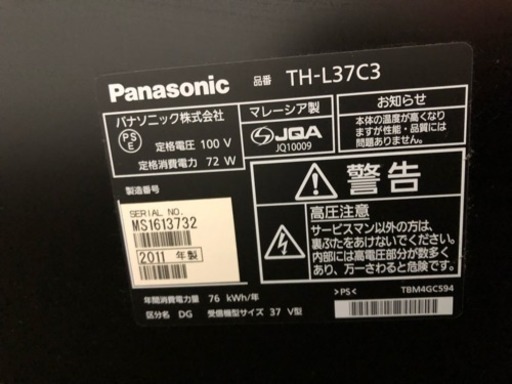 Panasonic 品番 TH-L37C3
パナソニック株式会社 マレーシア製
PS
E
定格電圧 100 V
定格消費電力 72 W
JQA
JQ10009
お知らせ
本体の温度が高くなり
ますが性能・品質には
問題ありません。
製造番号
SERIAL NO.
MS1613732
2011 年製
警告
高圧注意
サービスマン以外の方は、
裏ぶたをあけないでください。
内部には高電圧部分が数多く
あり、万一さわると危険です。
年間消費電力量 76 kWh/年
区分名 DG 受信機型サイズ 37 V型
>PS<
TBM4GC594